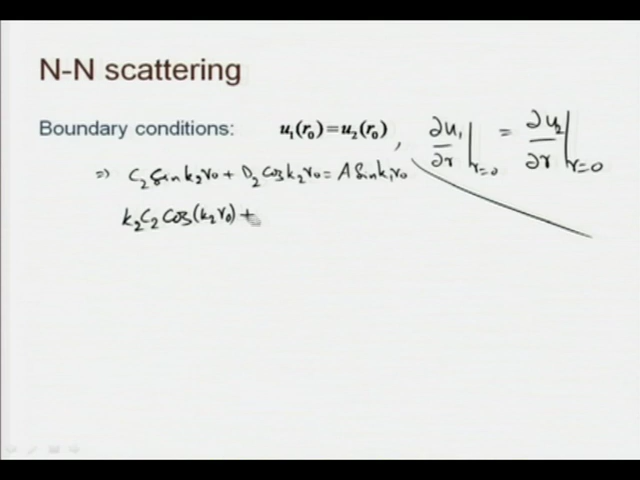 N-N scattering
Boundary conditions: u₁(r₀)=u₂(r₀) , ∂u₁/∂r |r=0 = ∂u₂/∂r |r=0
⇒ C₂ Sin k₂r₀ + D₂ Cos k₂r₀ = A Sin k₁r₀
k₂C₂ Cos(k₂r₀) +